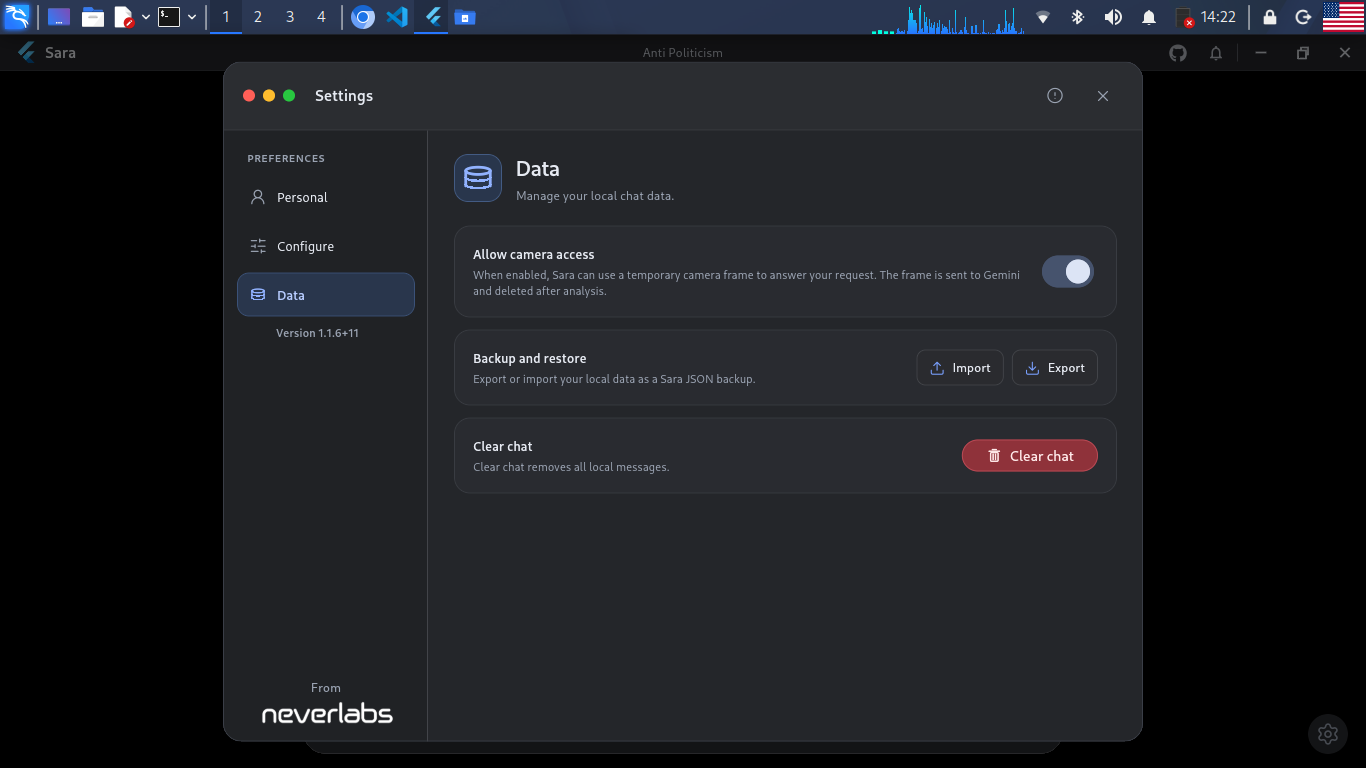 1 2 3 4
14:22
Sara
Anti Politicism
Settings
PREFERENCES
Personal
Configure
Data
Version 1.1.6+11
From
neverlabs
Data
Manage your local chat data.
Allow camera access
When enabled, Sara can use a temporary camera frame to answer your request. The frame is sent to Gemini
and deleted after analysis.
Backup and restore
Export or import your local data as a Sara JSON backup.
Import
Export
Clear chat
Clear chat removes all local messages.
Clear chat